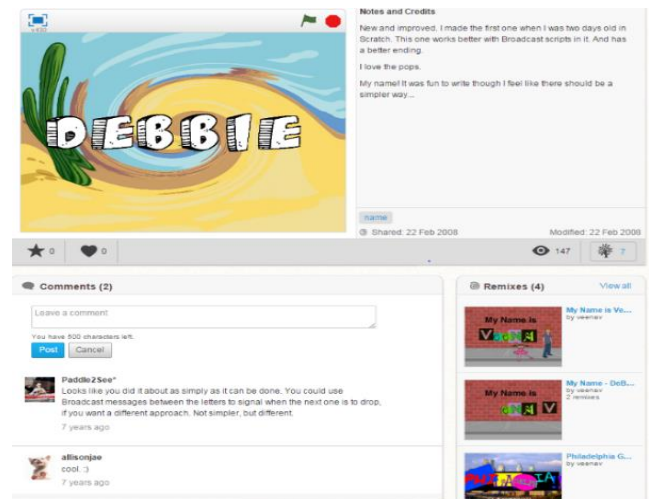 Notes and Credits
New and improved. I made the first one when I was two days old in
Scratch. This one works better with Broadcast scripts in it. And has
a better ending.
I love the pops.
My name! It was fun to write though I feel like there should be a
simpler way...
DEBBIE
name
Shared: 22 Feb 2008 Modified: 22 Feb 2008
0 0 147 7
Comments (2)
Leave a comment
You have 500 characters left.
Post Cancel
Paddle2See*
Looks like you did it about as simply as it can be done. You could use
Broadcast messages between the letters to signal when the next one is to drop,
if you want a different approach. Not simpler, but different.
7 years ago
allisonjae
cool. :)
7 years ago
Remixes (4) View all
My Name is
My Name is Ve...
by veenav
My Name is
My Name - DeB...
by veenav
2 remixes
Philadelphia G...
by veenav